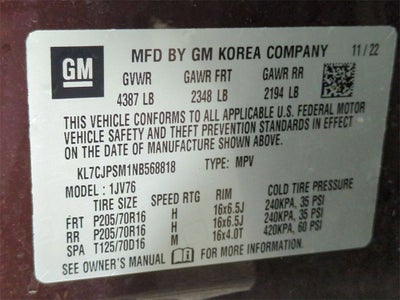 GM
MFD BY GM KOREA COMPANY 11/22
GVWR GAWR FRT GAWR RR
4387 LB 2348 LB 2194 LB
THIS VEHICLE CONFORMS TO ALL APPLICABLE U.S. FEDERAL MOTOR
VEHICLE SAFETY AND THEFT PREVENTION STANDARDS IN EFFECT
ON THE DATE OF MANUFACTURE SHOWN ABOVE.
KL7CJPSM1NB568818 TYPE: MPV
MODEL: 1JV76
TIRE SIZE SPEED RTG RIM COLD TIRE PRESSURE
FRT P205/70R16 H 16x6.5J 240KPA, 35 PSI
RR P205/70R16 H 16x6.5J 240KPA, 35 PSI
SPA T125/70D16 M 16x4.0T 420KPA, 60 PSI
SEE OWNER'S MANUAL FOR MORE INFORMATION